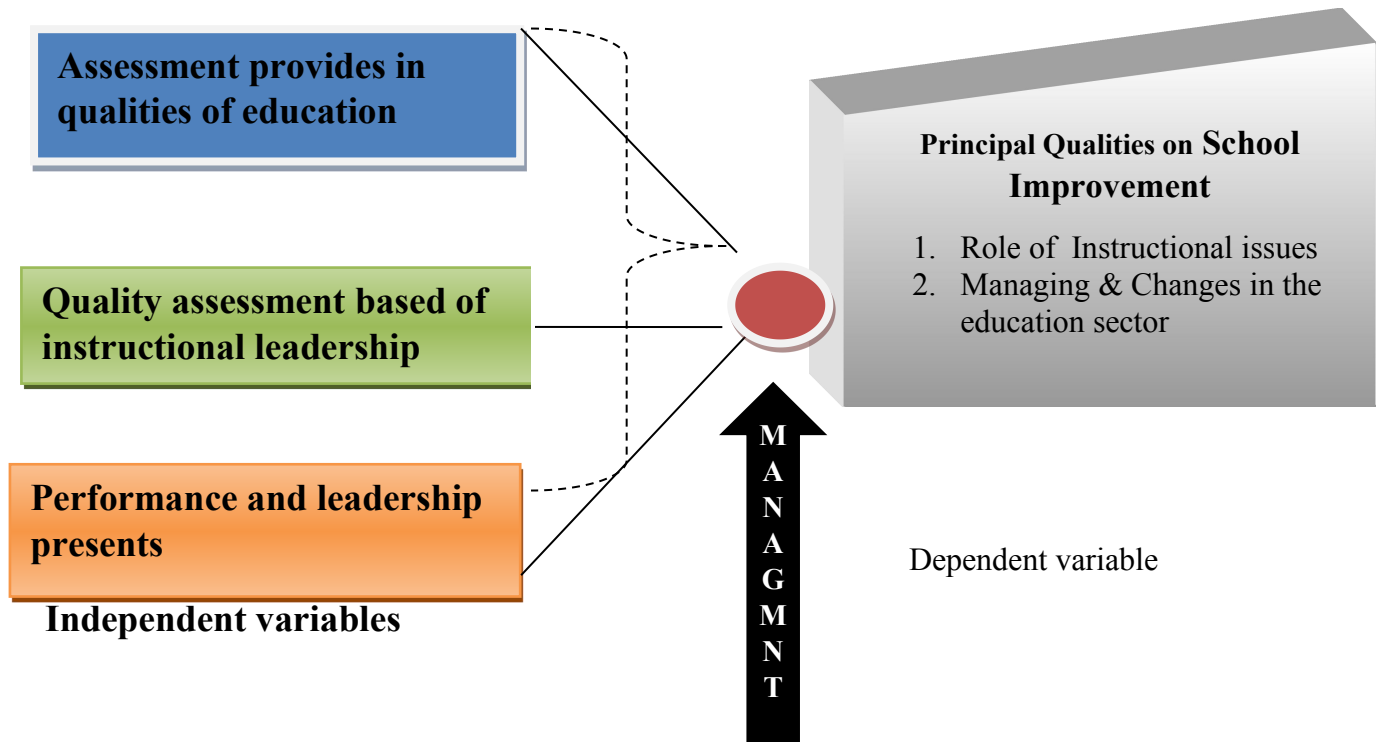 Assessment provides in
qualities of education
Quality assessment based of
instructional leadership
Performance and leadership
presents
Independent variables
M
A
N
A
G
M
N
T
Principal Qualities on School
Improvement
1. Role of Instructional issues
2. Managing & Changes in the
education sector
Dependent variable